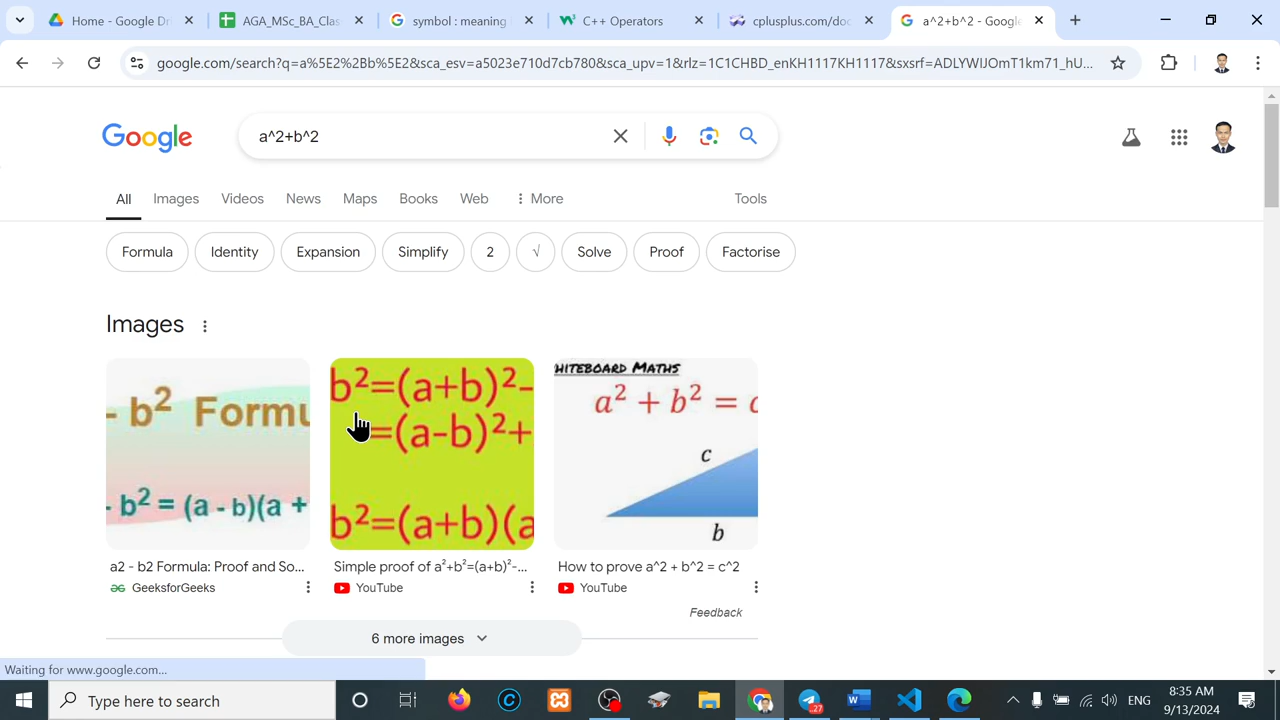 Home - Google Dri
AGA_MSc_BA_Clas
symbol : meaning
C++ Operators
cplusplus.com/doc
a^2+b^2 - Google
google.com/search?q=a%5E2%2Bb%5E2&sca_esv=a5023e710d7cb780&sca_upv=1&rlz=1C1CHBD_enKH1117KH1117&sxsrf=ADLYWIJOmT1km71_hU...
Google
a^2+b^2
All Images Videos News Maps Books Web More Tools
Formula Identity Expansion Simplify 2 √ Solve Proof Factorise
Images
- b² Formu
- b² = (a - b)(a +
b²=(a+b)²-
=(a-b)²+
b²=(a+b)(a
HITEBOARD MATHS
a² + b² = c
c
b
a2 - b2 Formula: Proof and So...
GeeksforGeeks
Simple proof of a²+b²=(a+b)²-...
YouTube
How to prove a^2 + b^2 = c^2
YouTube
Feedback
6 more images
Waiting for www.google.com...
Type here to search
27
ENG
8:35 AM
9/13/2024